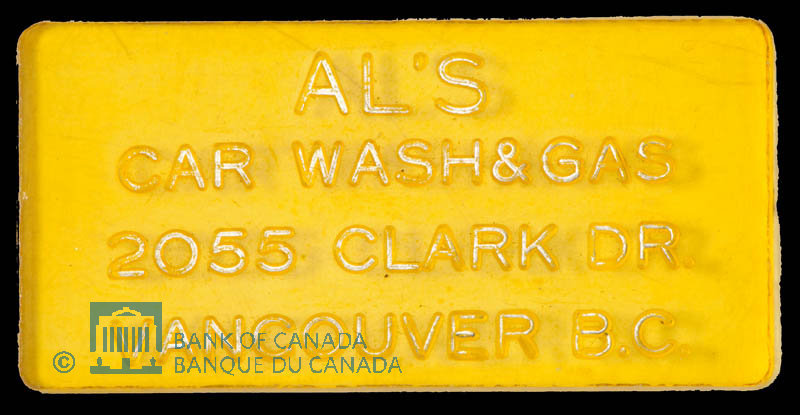 AL'S
CAR WASH & GAS
2055 CLARK DR.
VANCOUVER B.C.
© BANK OF CANADA
BANQUE DU CANADA